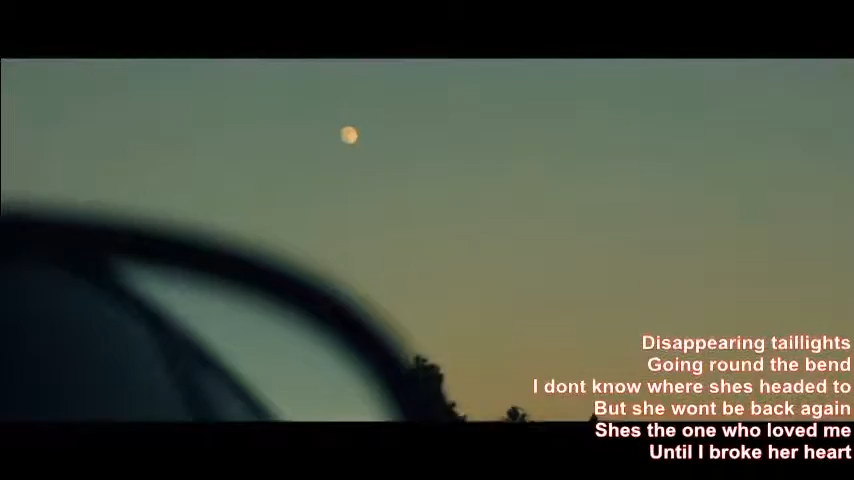 Disappearing taillights
Going round the bend
I dont know where shes headed to
But she wont be back again
Shes the one who loved me
Until I broke her heart